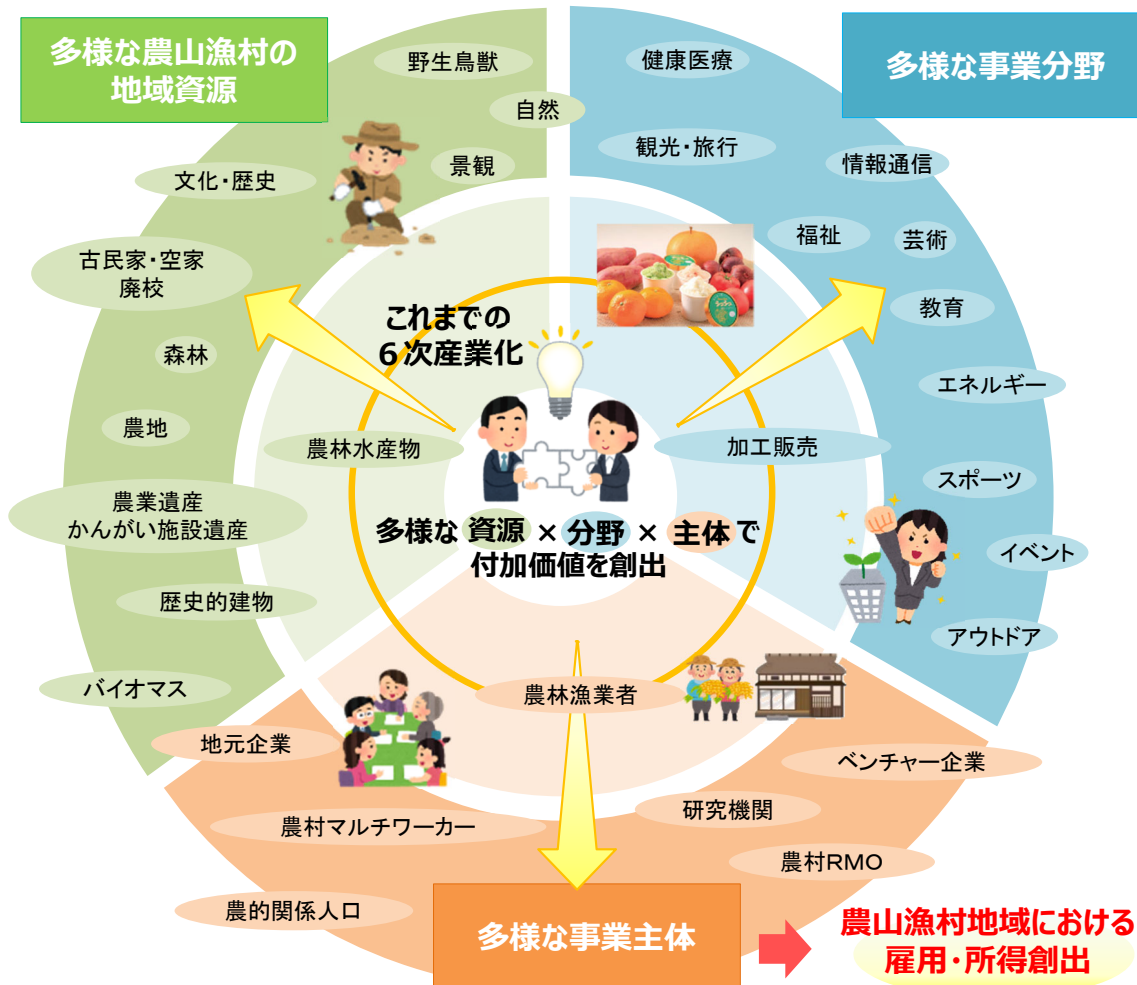 多様な農山漁村の
地域資源
野生鳥獣
自然
景観
文化・歴史
古民家・空家
廃校
森林
農地
農業遺産
かんがい施設遺産
歴史的建物
バイオマス
多様な事業分野
健康医療
観光・旅行
情報通信
福祉
芸術
教育
エネルギー
スポーツ
イベント
アウトドア
これまでの
６次産業化
農林水産物
加工販売
多様な 資源 × 分野 × 主体 で
付加価値を創出
農林漁業者
地元企業
ベンチャー企業
農村マルチワーカー
研究機関
農村RMO
農的関係人口
多様な事業主体
農山漁村地域における
雇用・所得創出